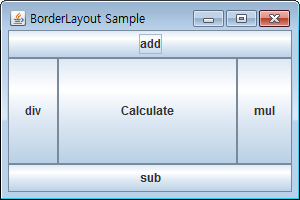 BorderLayout Sample
add
div Calculate mul
sub